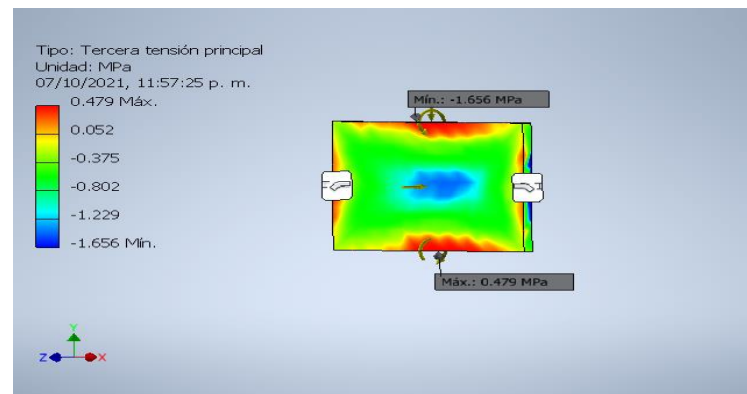 Tipo: Tercera tensión principal
Unidad: MPa
07/10/2021, 11:57:25 p. m.
0.479 Máx.
0.052
-0.375
-0.802
-1.229
-1.656 Mín.
Mín.: -1.656 MPa
Máx.: 0.479 MPa
Y
Z X